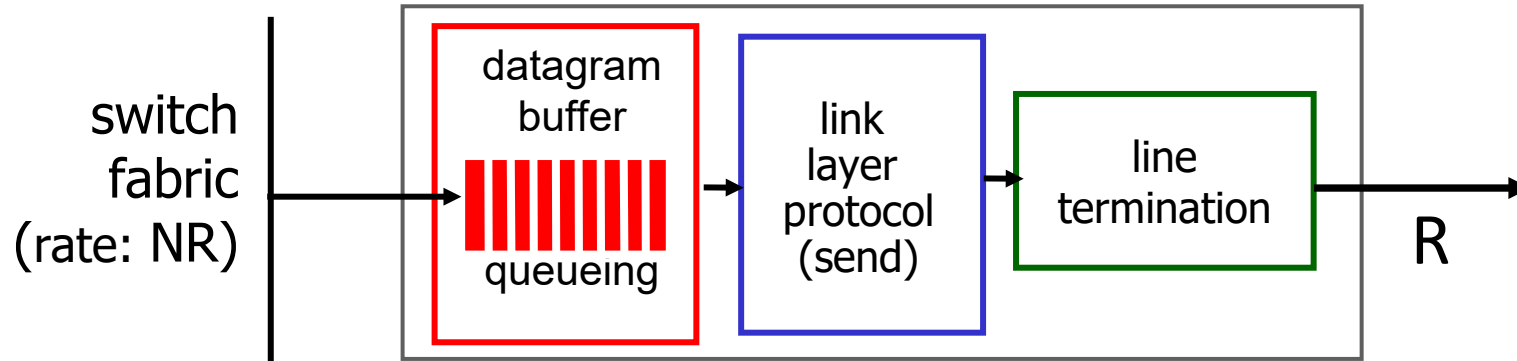 switch
fabric
(rate: NR)
datagram
buffer
queueing
link
layer
protocol
(send)
line
termination
R